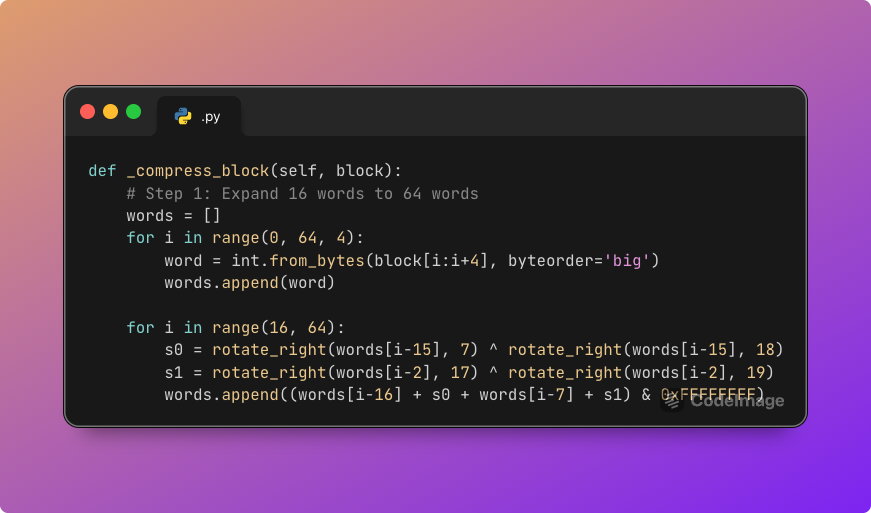 .py
def _compress_block(self, block):
    # Step 1: Expand 16 words to 64 words
    words = []
    for i in range(0, 64, 4):
        word = int.from_bytes(block[i:i+4], byteorder='big')
        words.append(word)
    for i in range(16, 64):
        s0 = rotate_right(words[i-15], 7) ^ rotate_right(words[i-15], 18)
        s1 = rotate_right(words[i-2], 17) ^ rotate_right(words[i-2], 19)
        words.append((words[i-16] + s0 + words[i-7] + s1) & 0xFFFFFFFF)
CodeImage